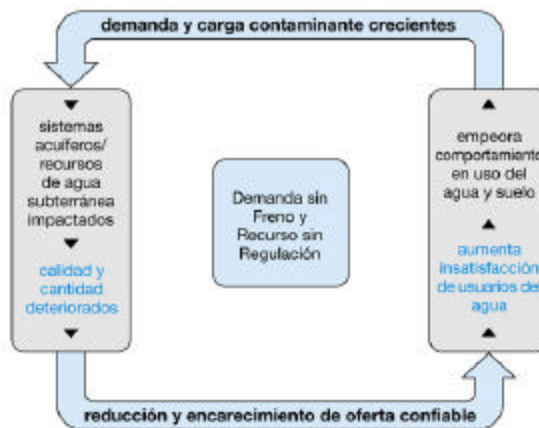 demanda y carga contaminante crecientes
sistemas
acuíferos/
recursos
de agua
subterránea
impactados
calidad y
cantidad
deteriorados
Demanda sin
Freno y
Recurso sin
Regulación
empeora
comportamiento
en uso del
agua y suelo
aumenta
insatisfacción
de usuarios del
agua
reducción y encarecimiento de oferta confiable